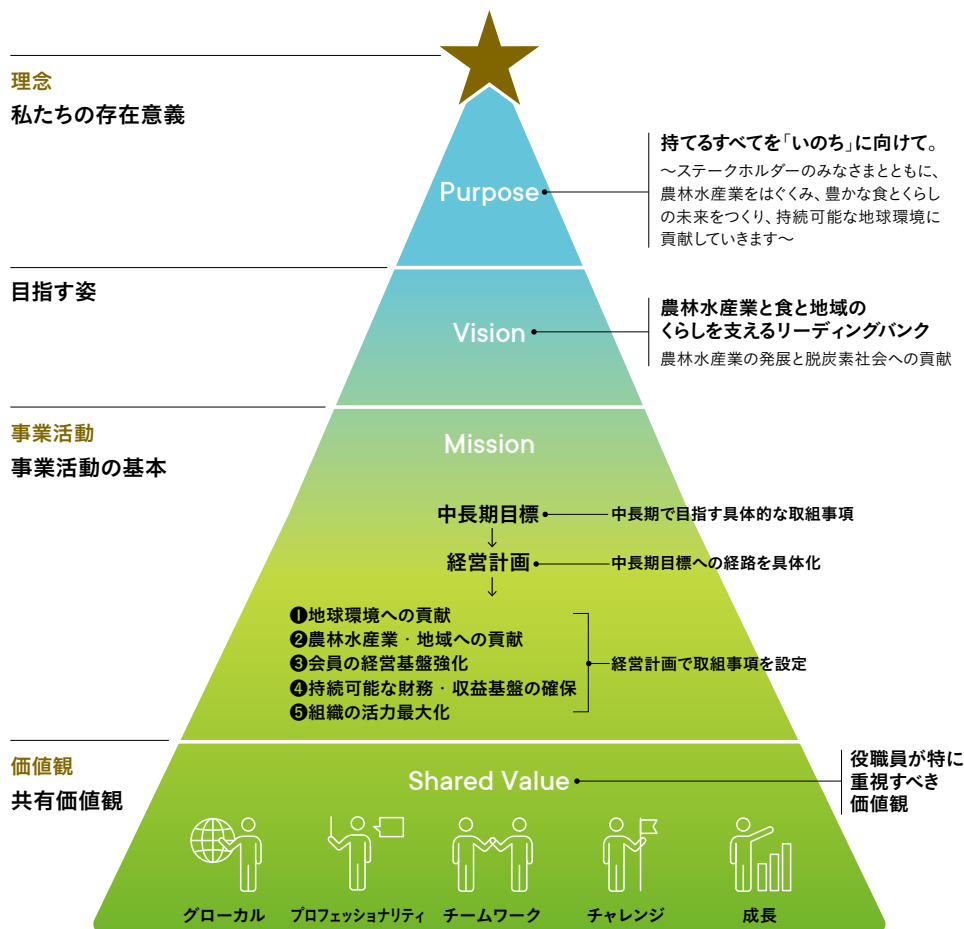 理念
私たちの存在意義
Purpose
持てるすべてを「いのち」に向けて。
～ステークホルダーのみなさまとともに、
農林水産業をはぐくみ、豊かな食とくらし
の未来をつくり、持続可能な地球環境に
貢献していきます～
目指す姿
Vision
農林水産業と食と地域の
くらしを支えるリーディングバンク
農林水産業の発展と脱炭素社会への貢献
事業活動
事業活動の基本
Mission
中長期目標
中長期で目指す具体的な取組事項
↓
経営計画
中長期目標への経路を具体化
↓
❶地球環境への貢献
❷農林水産業・地域への貢献
❸会員の経営基盤強化
❹持続可能な財務・収益基盤の確保
❺組織の活力最大化
経営計画で取組事項を設定
価値観
共有価値観
Shared Value
役職員が特に
重視すべき
価値観
グローカル
プロフェッショナリティ
チームワーク
チャレンジ
成長